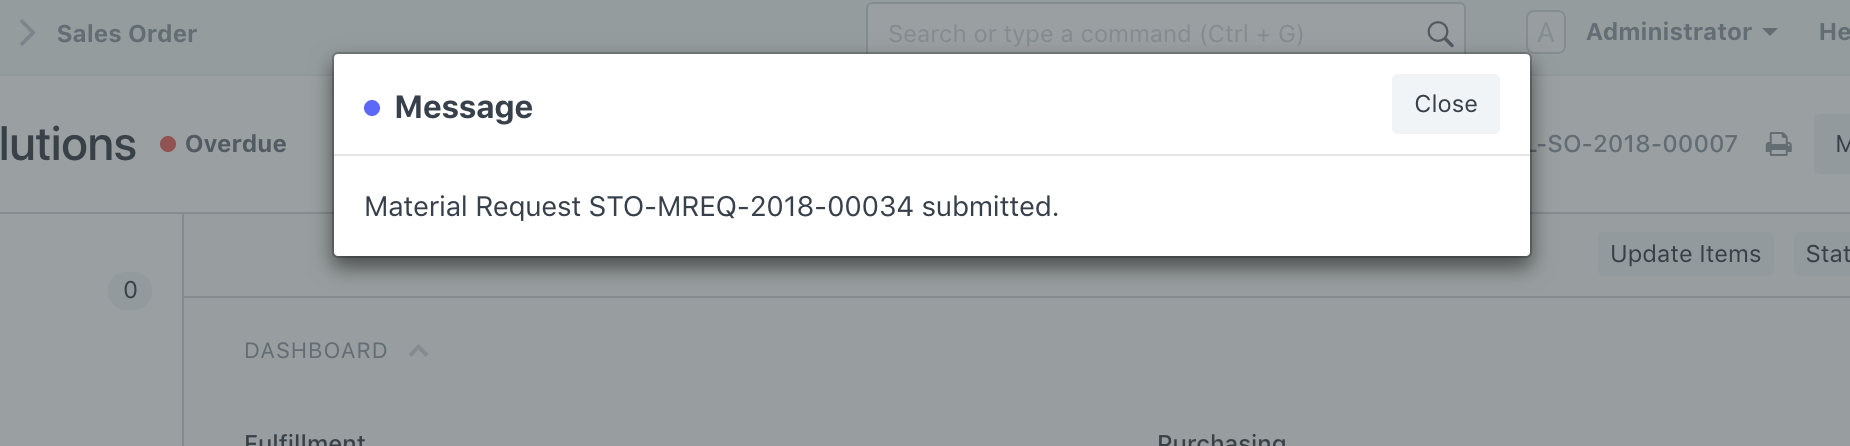 Sales Order
Search or type a command (Ctrl + G)
A
Administrator
He
lutions
Overdue
Message
Close
-SO-2018-00007
M
Material Request STO-MREQ-2018-00034 submitted.
Update Items
Stat
0
DASHBOARD
Fulfillment
Purchasing